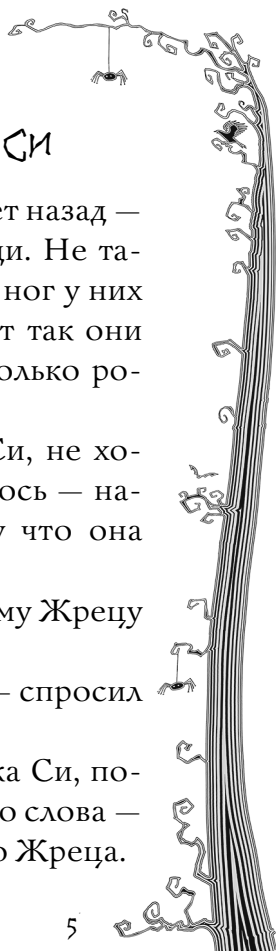 СИ
ет назад —
ди. Не та-
ног у них
т так они
олько ро-
Си, не хо-
ось — на-
у что она
му Жрецу
— спросил
ка Си, по-
о слова —
о Жреца.
5